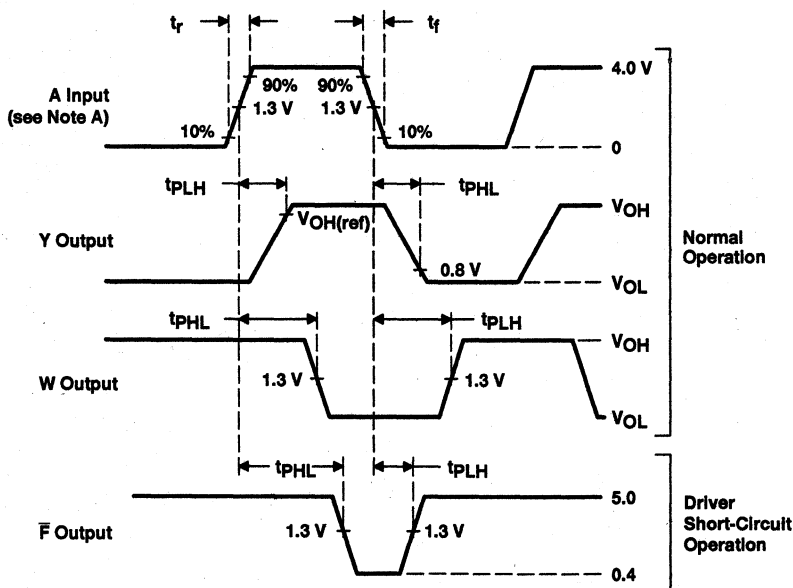 tr
tf
4.0 V
A Input
(see Note A)
90%
90%
1.3 V
1.3 V
10%
10%
0
tPLH
tPHL
VOH
VOH(ref)
Y Output
0.8 V
VOL
Normal
Operation
tPHL
tPLH
VOH
W Output
1.3 V
1.3 V
VOL
tPHL
tPLH
5.0
F̅ Output
1.3 V
1.3 V
0.4
Driver
Short-Circuit
Operation